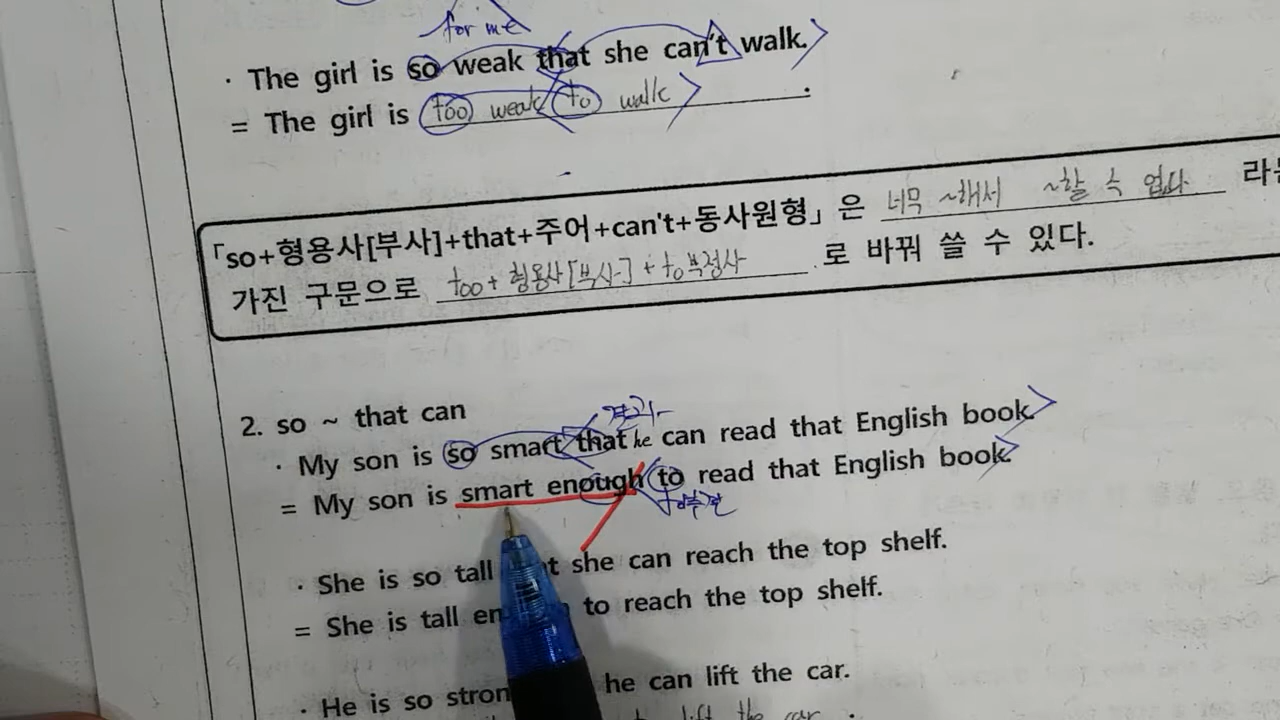 for me
· The girl is so weak that she can't walk.
= The girl is too weak to walk .
「so+형용사[부사]+that+주어+can't+동사원형」은 너무 ~해서 ~할 수 없다 라는
가진 구문으로 too+ 형용사[부사] + to부정사 로 바꿔 쓸 수 있다.
2. so ~ that can
· My son is so smart that he can read that English book.
= My son is smart enough to read that English book.
· She is so tall she can reach the top shelf.
= She is tall to reach the top shelf.
· He is so he can lift the car.
lift the car .